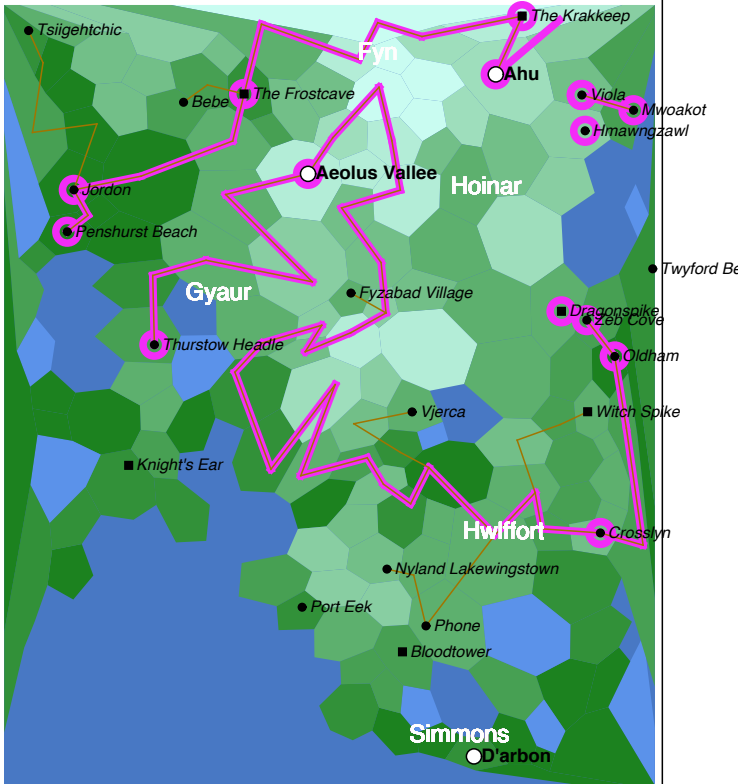 The Krakkeep
Tsiigehtchic
Fyn
Ahu
The Frostcave
Bebe
Viola
Mwoakot
Hmawngzawl
Aeolus Vallee
Hoinar
Jordon
Penshurst Beach
Twyford Be
Gyaur
Fyzabad Village
Dragonspike
Zeb Cove
Thurstow Headle
Oldham
Vjerca
Witch Spike
Knight's Ear
Hwlffort
Crosslyn
Nyland Lakewingstown
Port Eek
Phone
Bloodtower
Simmons
D'arbon